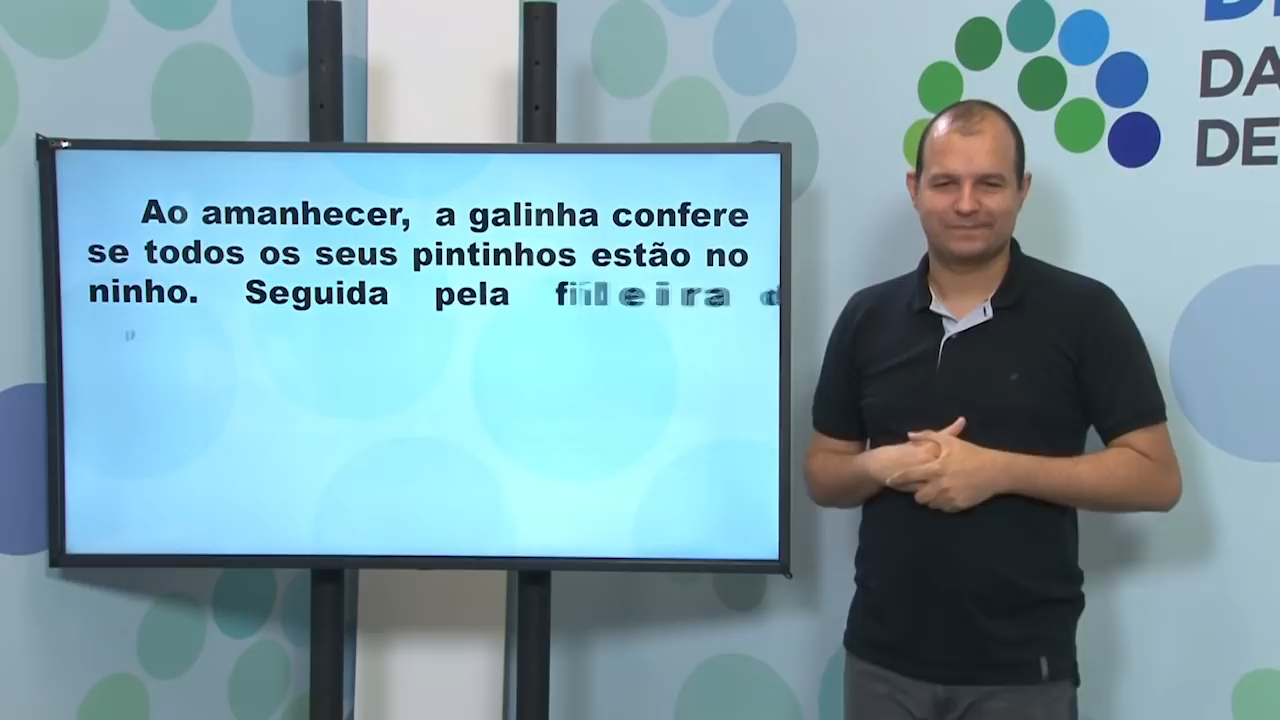 Ao amanhecer, a galinha confere
se todos os seus pintinhos estão no
ninho. Seguida pela fileira
DA
DE